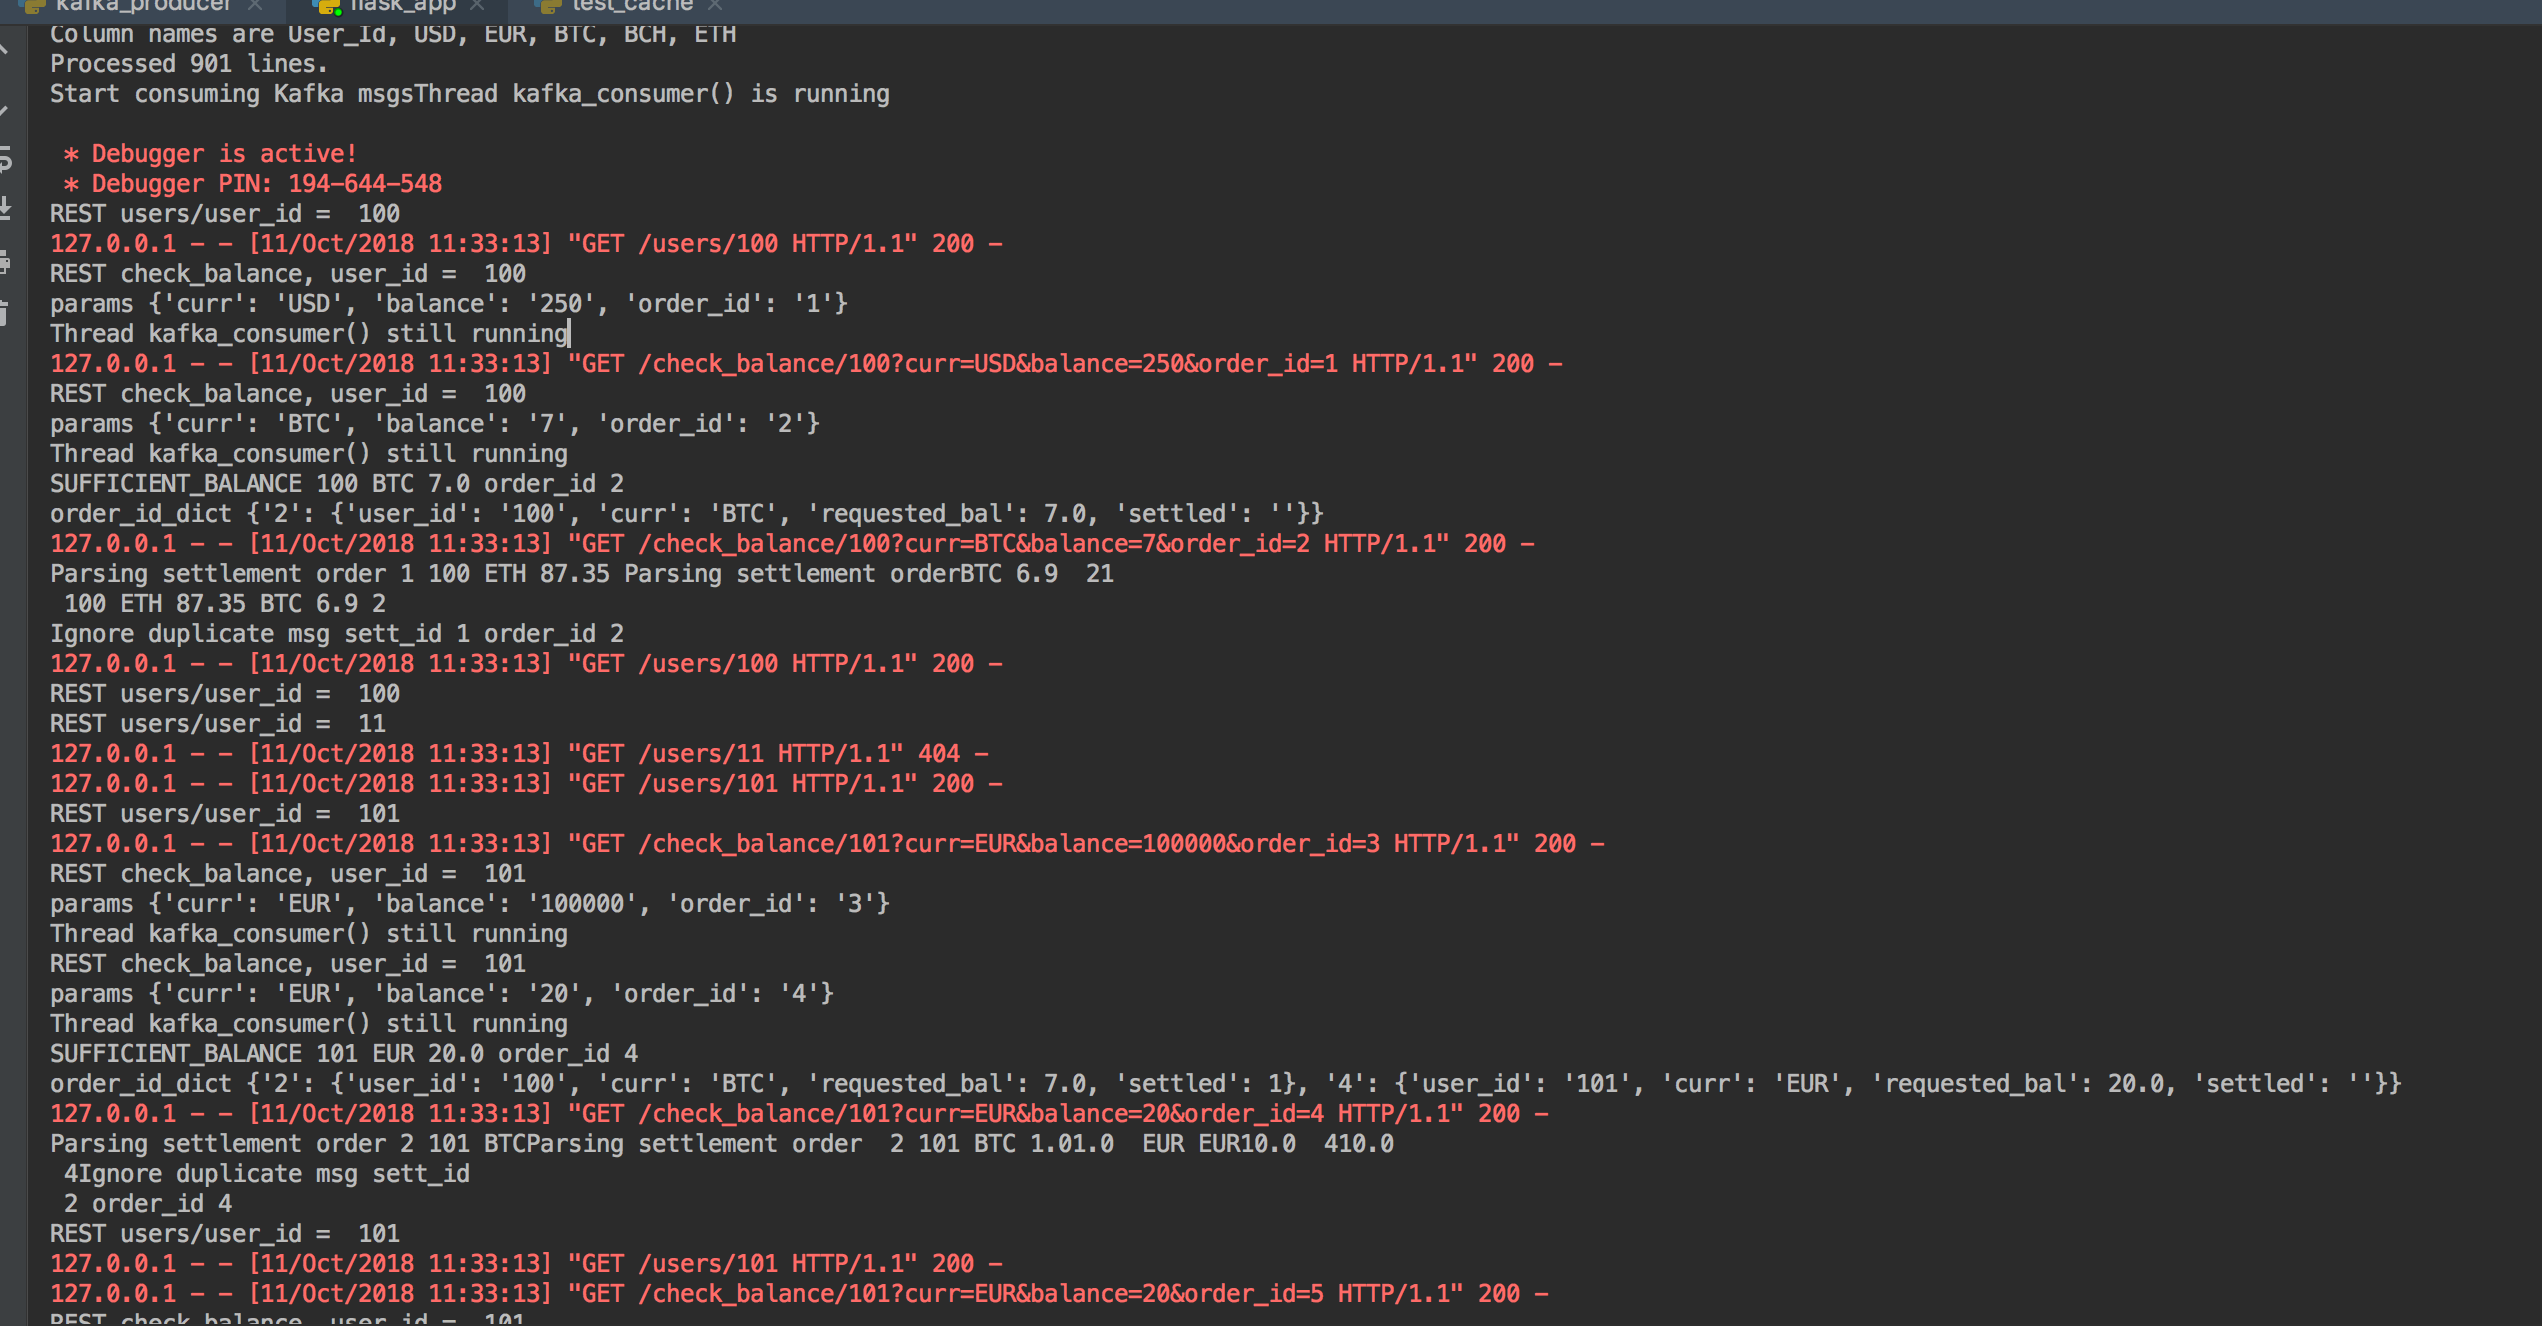 kafka_producer flask_app test_cache
Column names are User_Id, USD, EUR, BTC, BCH, ETH
Processed 901 lines.
Start consuming Kafka msgsThread kafka_consumer() is running
* Debugger is active!
* Debugger PIN: 194-644-548
REST users/user_id =  100
127.0.0.1 - - [11/Oct/2018 11:33:13] "GET /users/100 HTTP/1.1" 200 -
REST check_balance, user_id =  100
params {'curr': 'USD', 'balance': '250', 'order_id': '1'}
Thread kafka_consumer() still running
127.0.0.1 - - [11/Oct/2018 11:33:13] "GET /check_balance/100?curr=USD&balance=250&order_id=1 HTTP/1.1" 200 -
REST check_balance, user_id =  100
params {'curr': 'BTC', 'balance': '7', 'order_id': '2'}
Thread kafka_consumer() still running
SUFFICIENT_BALANCE 100 BTC 7.0 order_id 2
order_id_dict {'2': {'user_id': '100', 'curr': 'BTC', 'requested_bal': 7.0, 'settled': ''}}
127.0.0.1 - - [11/Oct/2018 11:33:13] "GET /check_balance/100?curr=BTC&balance=7&order_id=2 HTTP/1.1" 200 -
Parsing settlement order 1 100 ETH 87.35 Parsing settlement orderBTC 6.9  21
100 ETH 87.35 BTC 6.9 2
Ignore duplicate msg sett_id 1 order_id 2
127.0.0.1 - - [11/Oct/2018 11:33:13] "GET /users/100 HTTP/1.1" 200 -
REST users/user_id =  100
REST users/user_id =  11
127.0.0.1 - - [11/Oct/2018 11:33:13] "GET /users/11 HTTP/1.1" 404 -
127.0.0.1 - - [11/Oct/2018 11:33:13] "GET /users/101 HTTP/1.1" 200 -
REST users/user_id =  101
127.0.0.1 - - [11/Oct/2018 11:33:13] "GET /check_balance/101?curr=EUR&balance=100000&order_id=3 HTTP/1.1" 200 -
REST check_balance, user_id =  101
params {'curr': 'EUR', 'balance': '100000', 'order_id': '3'}
Thread kafka_consumer() still running
REST check_balance, user_id =  101
params {'curr': 'EUR', 'balance': '20', 'order_id': '4'}
Thread kafka_consumer() still running
SUFFICIENT_BALANCE 101 EUR 20.0 order_id 4
order_id_dict {'2': {'user_id': '100', 'curr': 'BTC', 'requested_bal': 7.0, 'settled': 1}, '4': {'user_id': '101', 'curr': 'EUR', 'requested_bal': 20.0, 'settled': ''}}
127.0.0.1 - - [11/Oct/2018 11:33:13] "GET /check_balance/101?curr=EUR&balance=20&order_id=4 HTTP/1.1" 200 -
Parsing settlement order 2 101 BTCParsing settlement order  2 101 BTC 1.01.0  EUR EUR10.0  410.0
4Ignore duplicate msg sett_id
2 order_id 4
REST users/user_id =  101
127.0.0.1 - - [11/Oct/2018 11:33:13] "GET /users/101 HTTP/1.1" 200 -
127.0.0.1 - - [11/Oct/2018 11:33:13] "GET /check_balance/101?curr=EUR&balance=20&order_id=5 HTTP/1.1" 200 -
REST check_balance, user_id =  101